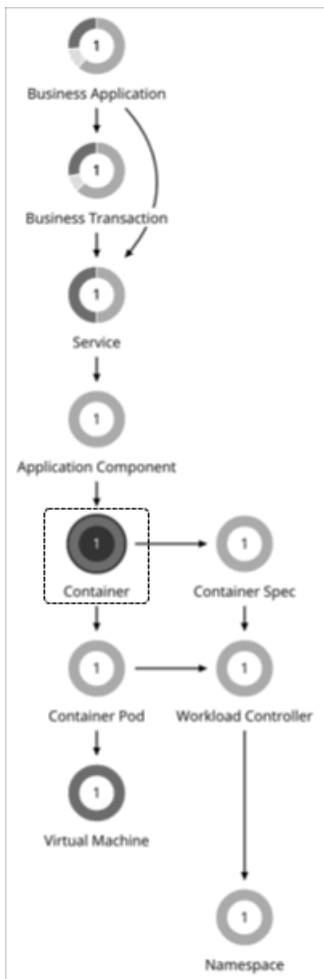 1
Business Application
1
Business Transaction
1
Service
1
Application Component
1
1
Container
Container Spec
1
1
Container Pod
Workload Controller
1
Virtual Machine
1
Namespace